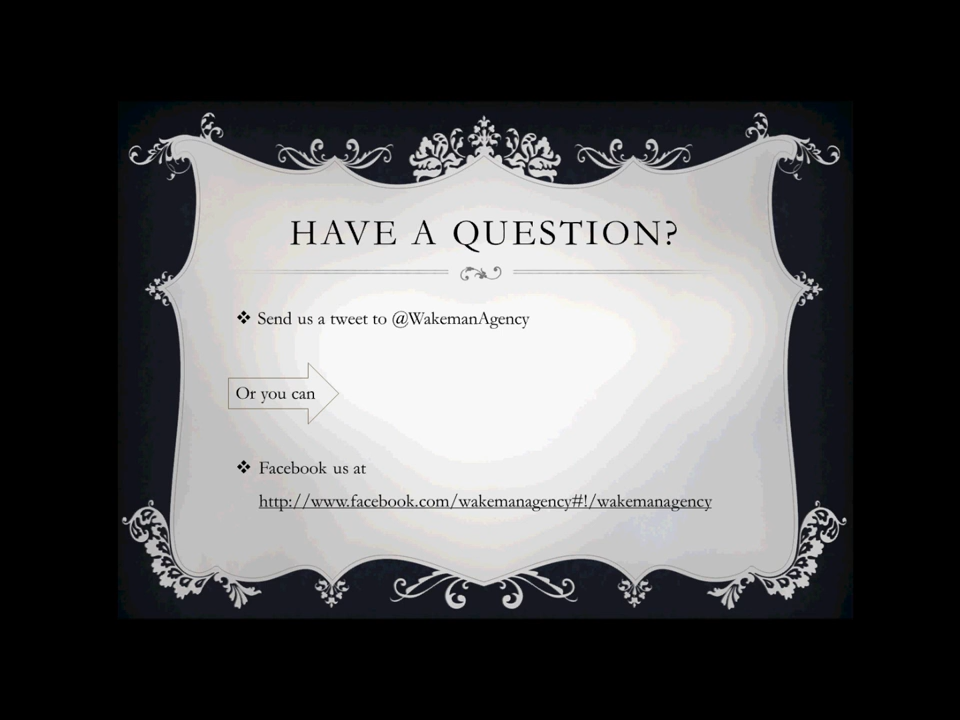 HAVE A QUESTION?
❖ Send us a tweet to @WakemanAgency
Or you can
❖ Facebook us at
http://www.facebook.com/wakemanagency#!/wakemanagency